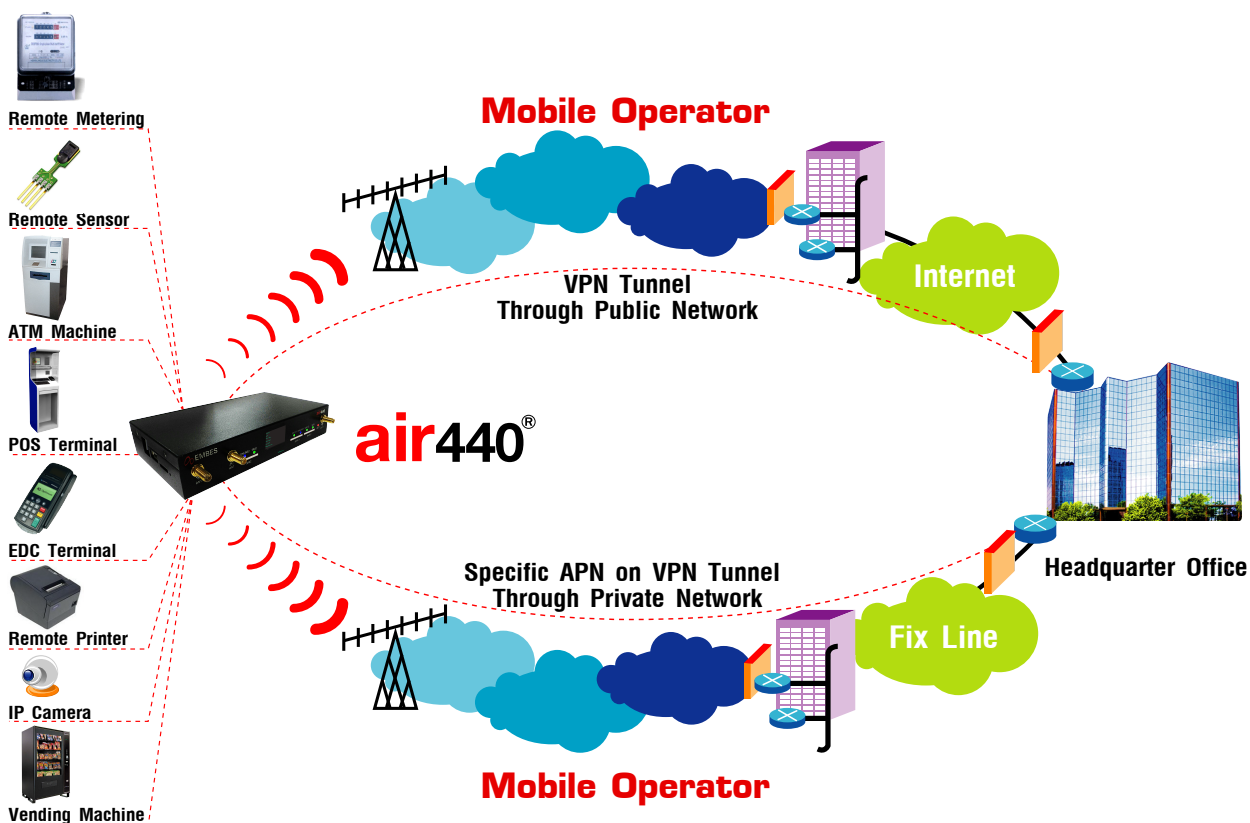 Remote Metering
Remote Sensor
ATM Machine
POS Terminal
EDC Terminal
Remote Printer
IP Camera
Vending Machine
EMBES
air440®
Mobile Operator
VPN Tunnel
Through Public Network
Internet
Specific APN on VPN Tunnel
Through Private Network
Fix Line
Mobile Operator
Headquarter Office